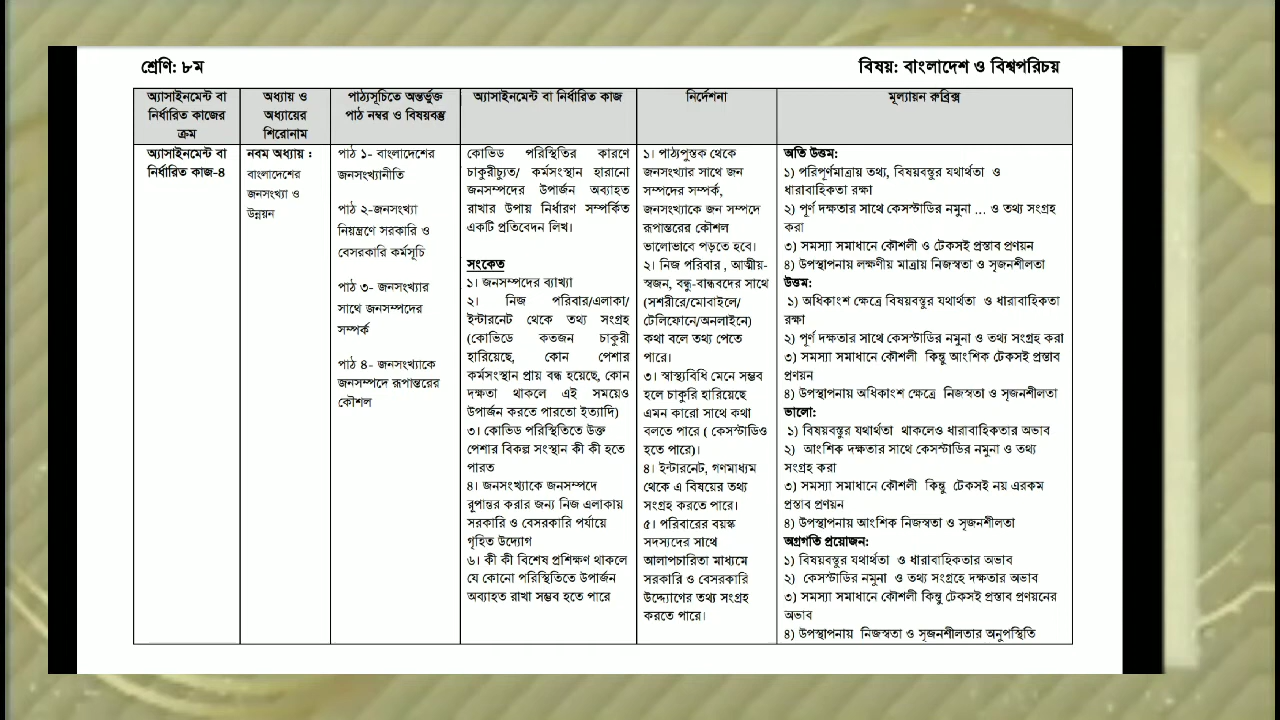 শ্রেণি: ৮ম
বিষয়: বাংলাদেশ ও বিশ্বপরিচয়
অ্যাসাইনমেন্ট বা
নির্ধারিত কাজের
ক্রম
অধ্যায় ও
অধ্যায়ের
শিরোনাম
পাঠ্যসূচিতে অন্তর্ভুক্ত
পাঠ নম্বর ও বিষয়বস্তু
অ্যাসাইনমেন্ট বা নির্ধারিত কাজ
নির্দেশনা
মূল্যায়ন রুব্রিক্স
অ্যাসাইনমেন্ট বা
নির্ধারিত কাজ-৪
নবম অধ্যায় :
বাংলাদেশের
জনসংখ্যা ও
উন্নয়ন
পাঠ ১- বাংলাদেশের
জনসংখ্যানীতি
পাঠ ২-জনসংখ্যা
নিয়ন্ত্রণে সরকারি ও
বেসরকারি কর্মসূচি
পাঠ ৩- জনসংখ্যার
সাথে জনসম্পদের
সম্পর্ক
পাঠ ৪- জনসংখ্যাকে
জনসম্পদে রূপান্তরের
কৌশল
কোভিড পরিস্থিতির কারণে
চাকুরীচ্যুত/ কর্মসংস্থান হারানো
জনসম্পদের উপার্জন অব্যাহত
রাখার উপায় নির্ধারণ সম্পর্কিত
একটি প্রতিবেদন লিখ।
সংকেত
১। জনসম্পদের ব্যাখ্যা
২। নিজ পরিবার/এলাকা/
ইন্টারনেট থেকে তথ্য সংগ্রহ
(কোভিডে কতজন চাকুরী
হারিয়েছে, কোন পেশার
কর্মসংস্থান প্রায় বন্ধ হয়েছে, কোন
দক্ষতা থাকলে এই সময়েও
উপার্জন করতে পারতো ইত্যাদি)
৩। কোভিড পরিস্থিতিতে উক্ত
পেশার বিকল্প সংস্থান কী কী হতে
পারত
৪। জনসংখ্যাকে জনসম্পদে
রূপান্তর করার জন্য নিজ এলাকায়
সরকারি ও বেসরকারি পর্যায়ে
গৃহিত উদ্যোগ
৬। কী কী বিশেষ প্রশিক্ষণ থাকলে
যে কোনো পরিস্থিতিতে উপার্জন
অব্যাহত রাখা সম্ভব হতে পারে
১। পাঠ্যপুস্তক থেকে
জনসংখ্যার সাথে জন
সম্পদের সম্পর্ক,
জনসংখ্যাকে জন সম্পদে
রূপান্তরের কৌশল
ভালোভাবে পড়তে হবে।
২। নিজ পরিবার , আত্মীয়-
স্বজন, বন্ধু-বান্ধবদের সাথে
(সশরীরে/মোবাইলে/
টেলিফোনে/অনলাইনে)
কথা বলে তথ্য পেতে
পারে।
৩। স্বাস্থ্যবিধি মেনে সম্ভব
হলে চাকুরি হারিয়েছে
এমন কারো সাথে কথা
বলতে পারে ( কেসস্টাডিও
হতে পারে)।
৪। ইন্টারনেট, গণমাধ্যম
থেকে এ বিষয়ের তথ্য
সংগ্রহ করতে পারে।
৫। পরিবারের বয়স্ক
সদস্যদের সাথে
আলাপচারিতা মাধ্যমে
সরকারি ও বেসরকারি
উদ্দ্যোগের তথ্য সংগ্রহ
করতে পারে।
অতি উত্তম:
১) পরিপূর্ণমাত্রায় তথ্য, বিষয়বস্তুর যথার্থতা ও
ধারাবাহিকতা রক্ষা
২) পূর্ণ দক্ষতার সাথে কেসস্টাডির নমুনা ... ও তথ্য সংগ্রহ
করা
৩) সমস্যা সমাধানে কৌশলী ও টেকসই প্রস্তাব প্রণয়ন
৪) উপস্থাপনায় লক্ষণীয় মাত্রায় নিজস্বতা ও সৃজনশীলতা
উত্তম:
১) অধিকাংশ ক্ষেত্রে বিষয়বস্তুর যথার্থতা ও ধারাবাহিকতা
রক্ষা
২) পূর্ণ দক্ষতার সাথে কেসস্টাডির নমুনা ও তথ্য সংগ্রহ করা
৩) সমস্যা সমাধানে কৌশলী কিন্তু আংশিক টেকসই প্রস্তাব
প্রণয়ন
৪) উপস্থাপনায় অধিকাংশ ক্ষেত্রে নিজস্বতা ও সৃজনশীলতা
ভালো:
১) বিষয়বস্তুর যথার্থতা থাকলেও ধারাবাহিকতার অভাব
২) আংশিক দক্ষতার সাথে কেসস্টাডির নমুনা ও তথ্য
সংগ্রহ করা
৩) সমস্যা সমাধানে কৌশলী কিন্তু টেকসই নয় এরকম
প্রস্তাব প্রণয়ন
৪) উপস্থাপনায় আংশিক নিজস্বতা ও সৃজনশীলতা
অগ্রগতি প্রয়োজন:
১) বিষয়বস্তুর যথার্থতা ও ধারাবাহিকতার অভাব
২) কেসস্টাডির নমুনা ও তথ্য সংগ্রহে দক্ষতার অভাব
৩) সমস্যা সমাধানে কৌশলী কিন্তু টেকসই প্রস্তাব প্রণয়নের
অভাব
৪) উপস্থাপনায় নিজস্বতা ও সৃজনশীলতার অনুপস্থিতি